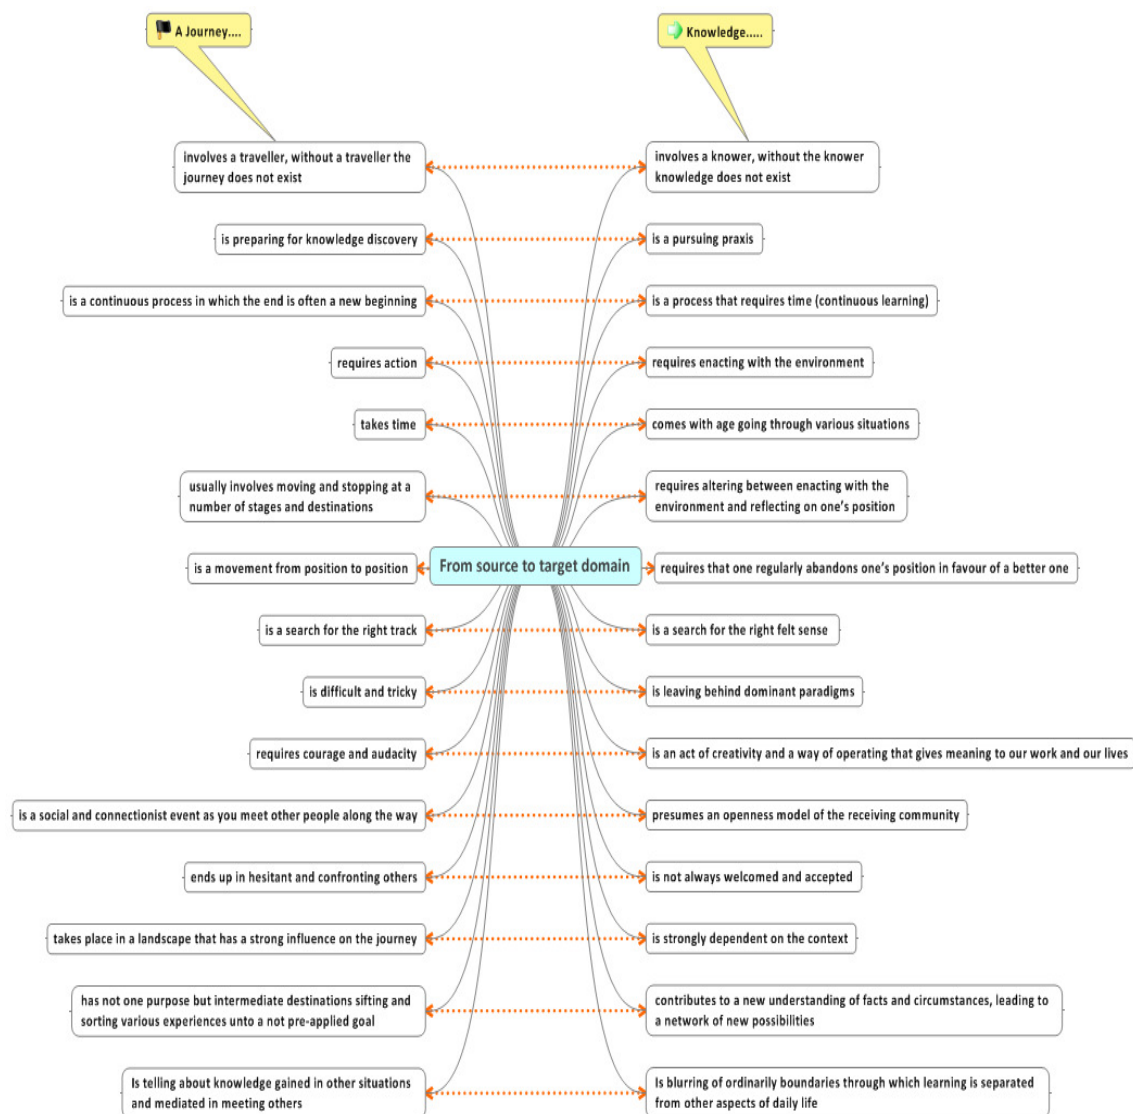 A Journey....
Knowledge.....
involves a traveller, without a traveller the
journey does not exist
involves a knower, without the knower
knowledge does not exist
is preparing for knowledge discovery
is a pursuing praxis
is a continuous process in which the end is often a new beginning
is a process that requires time (continuous learning)
requires action
requires enacting with the environment
takes time
comes with age going through various situations
usually involves moving and stopping at a
number of stages and destinations
requires altering between enacting with the
environment and reflecting on one's position
is a movement from position to position
From source to target domain
requires that one regularly abandons one's position in favour of a better one
is a search for the right track
is a search for the right felt sense
is difficult and tricky
is leaving behind dominant paradigms
requires courage and audacity
is an act of creativity and a way of operating that gives meaning to our work and our lives
is a social and connectionist event as you meet other people along the way
presumes an openness model of the receiving community
ends up in hesitant and confronting others
is not always welcomed and accepted
takes place in a landscape that has a strong influence on the journey
is strongly dependent on the context
has not one purpose but intermediate destinations sifting and
sorting various experiences unto a not pre-applied goal
contributes to a new understanding of facts and circumstances, leading to
a network of new possibilities
Is telling about knowledge gained in other situations
and mediated in meeting others
Is blurring of ordinarily boundaries through which learning is separated
from other aspects of daily life